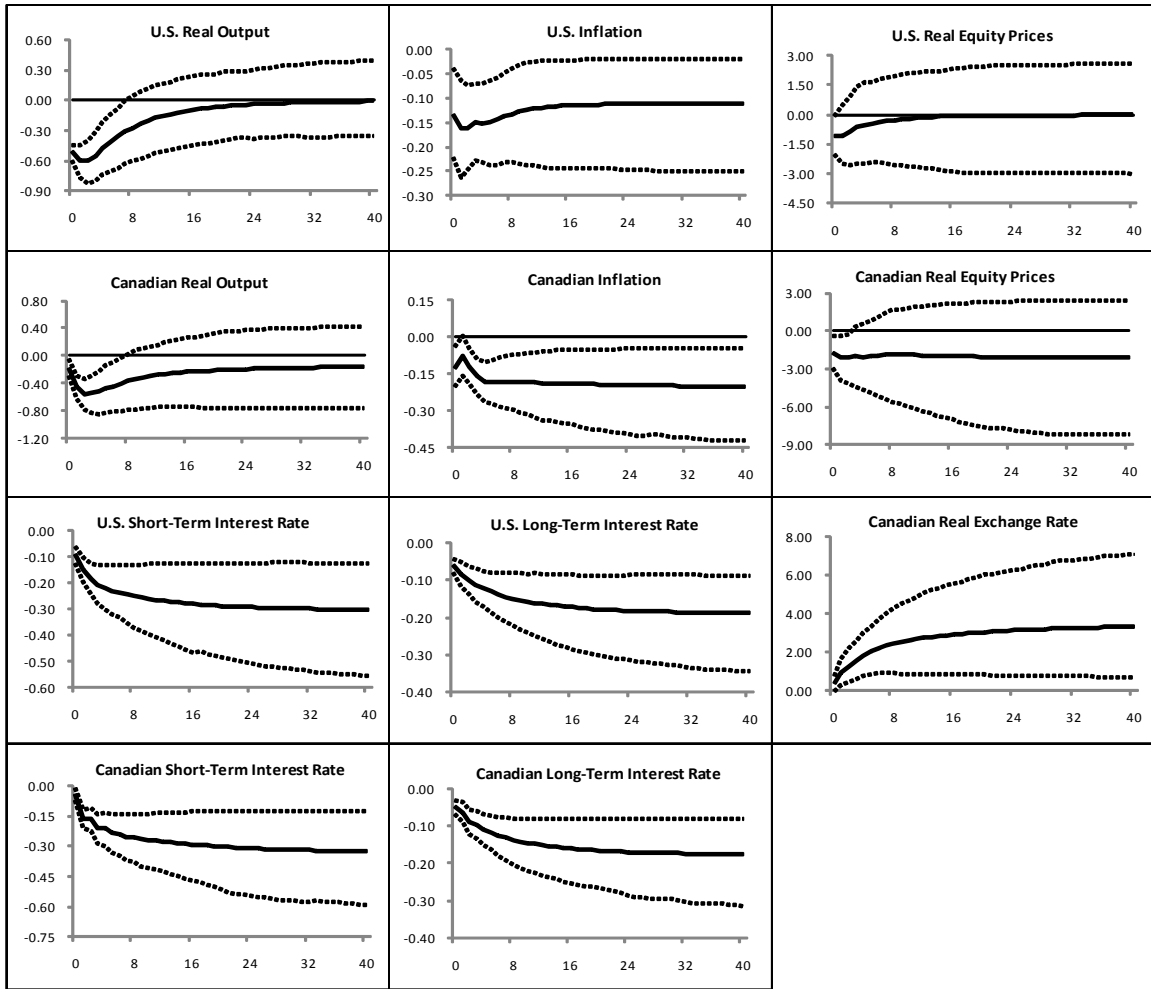 U.S. Real Output
0.60
0.30
0.00
-0.30
-0.60
-0.90
0 8 16 24 32 40
U.S. Inflation
0.00
-0.05
-0.10
-0.15
-0.20
-0.25
-0.30
0 8 16 24 32 40
U.S. Real Equity Prices
3.00
1.50
0.00
-1.50
-3.00
-4.50
0 8 16 24 32 40
Canadian Real Output
0.80
0.40
0.00
-0.40
-0.80
-1.20
0 8 16 24 32 40
Canadian Inflation
0.15
0.00
-0.15
-0.30
-0.45
0 8 16 24 32 40
Canadian Real Equity Prices
3.00
0.00
-3.00
-6.00
-9.00
0 8 16 24 32 40
U.S. Short-Term Interest Rate
0.00
-0.10
-0.20
-0.30
-0.40
-0.50
-0.60
0 8 16 24 32 40
U.S. Long-Term Interest Rate
0.00
-0.10
-0.20
-0.30
-0.40
0 8 16 24 32 40
Canadian Real Exchange Rate
8.00
6.00
4.00
2.00
0.00
0 8 16 24 32 40
Canadian Short-Term Interest Rate
0.00
-0.15
-0.30
-0.45
-0.60
-0.75
0 8 16 24 32 40
Canadian Long-Term Interest Rate
0.00
-0.10
-0.20
-0.30
-0.40
0 8 16 24 32 40